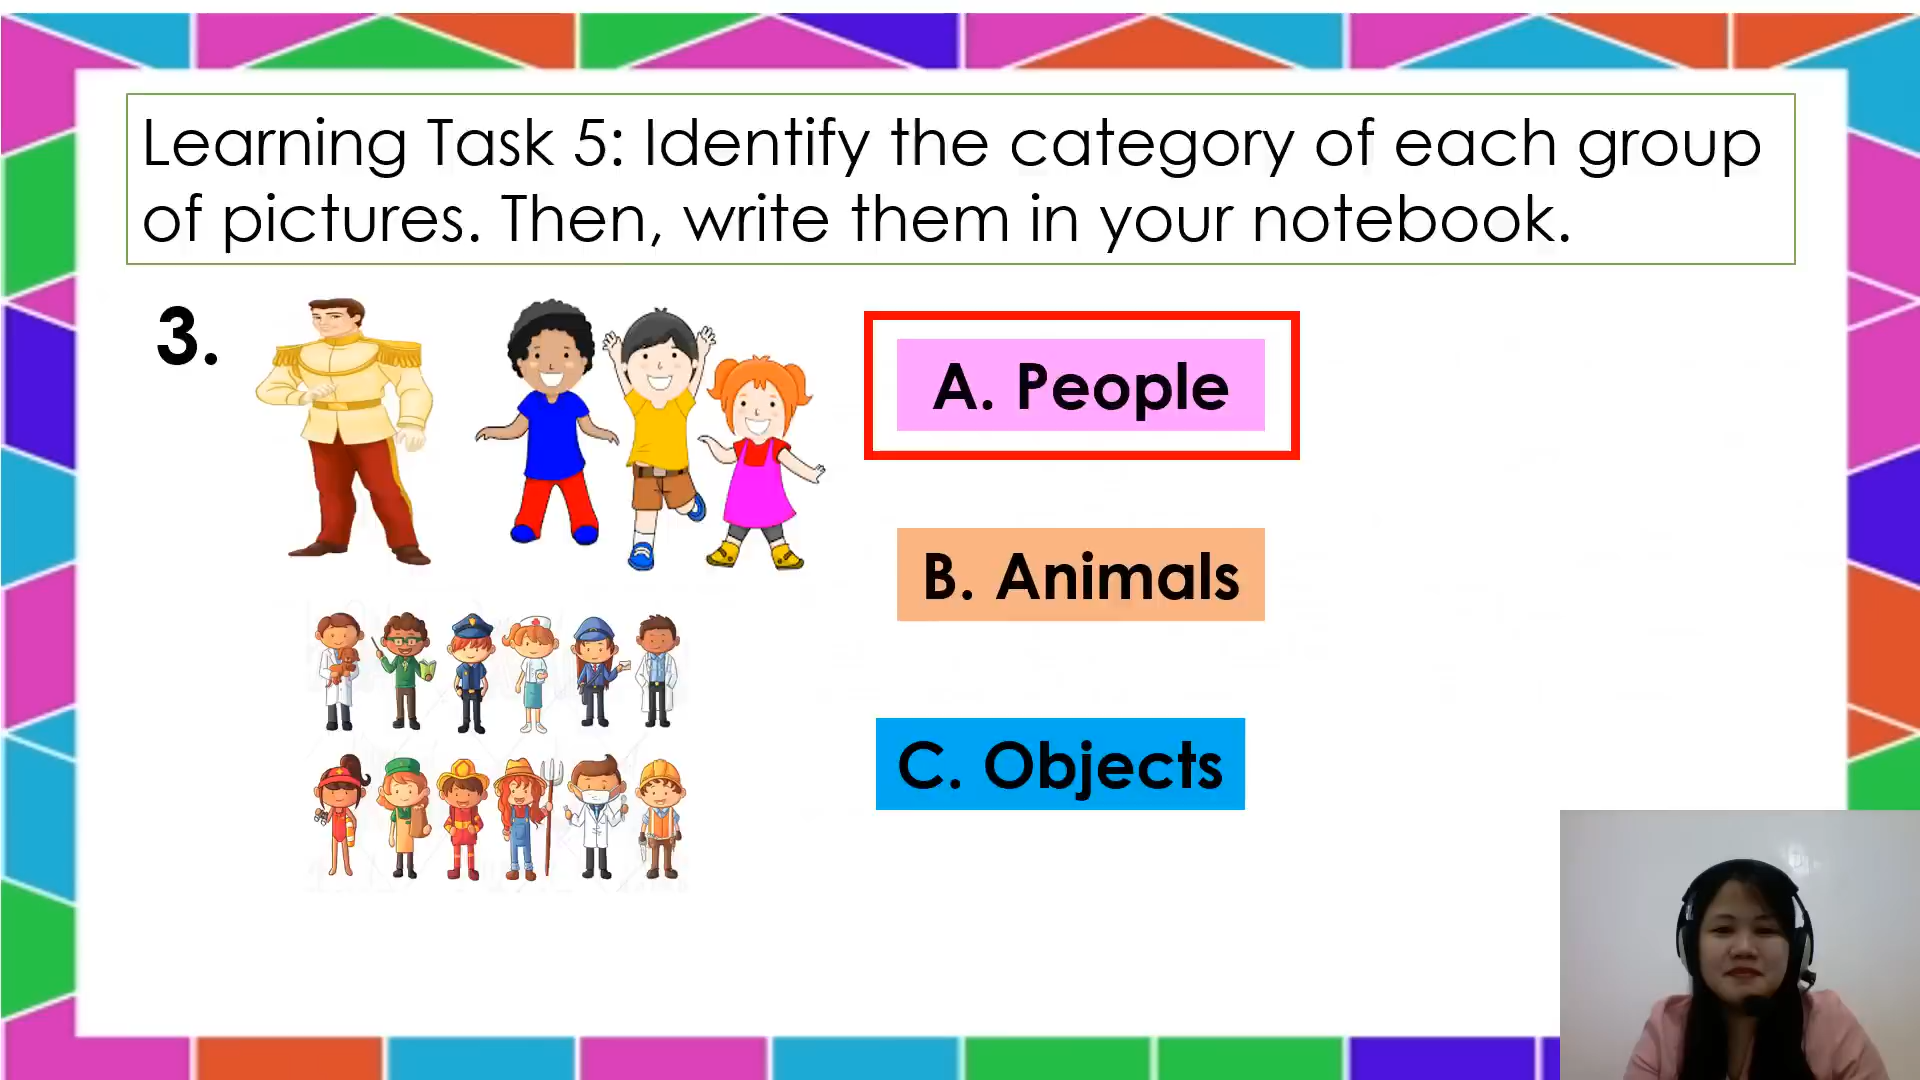 Learning Task 5: Identify the category of each group
of pictures. Then, write them in your notebook.
3.
A. People
B. Animals
C. Objects